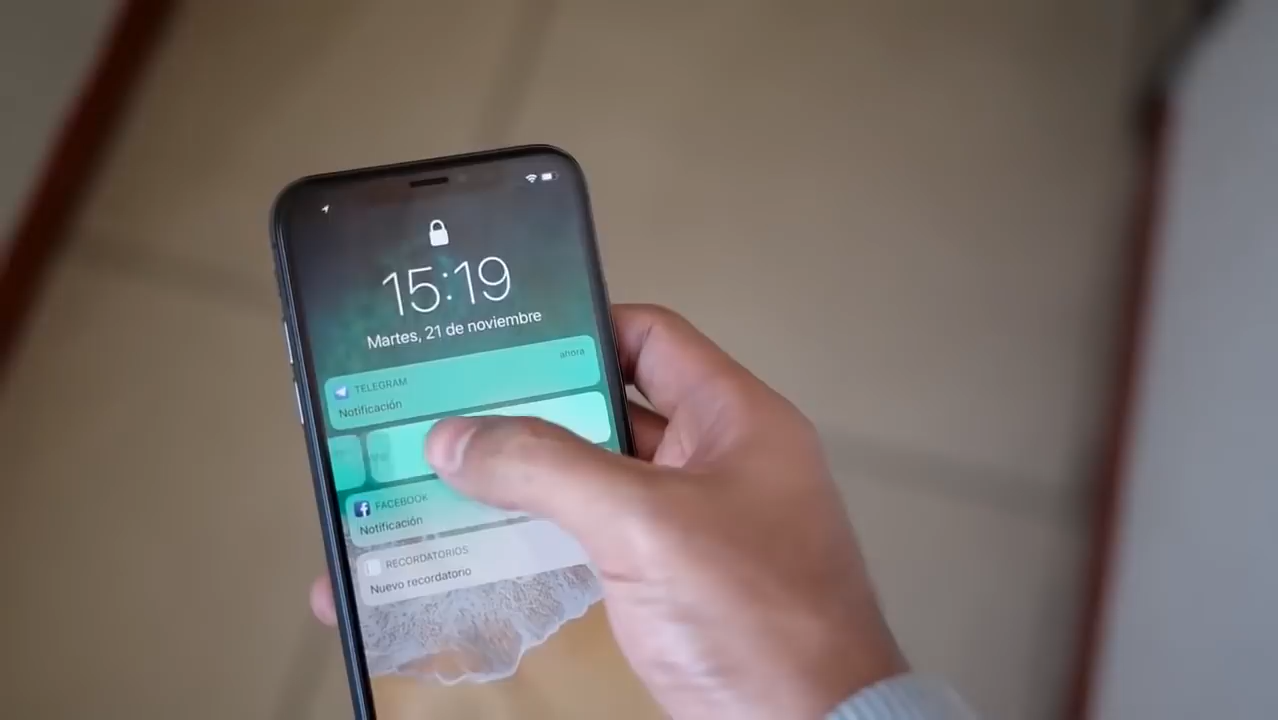 15:19
Martes, 21 de noviembre
TELEGRAM
ahora
Notificación
FACEBOOK
Notificación
RECORDATORIOS
Nuevo recordatorio